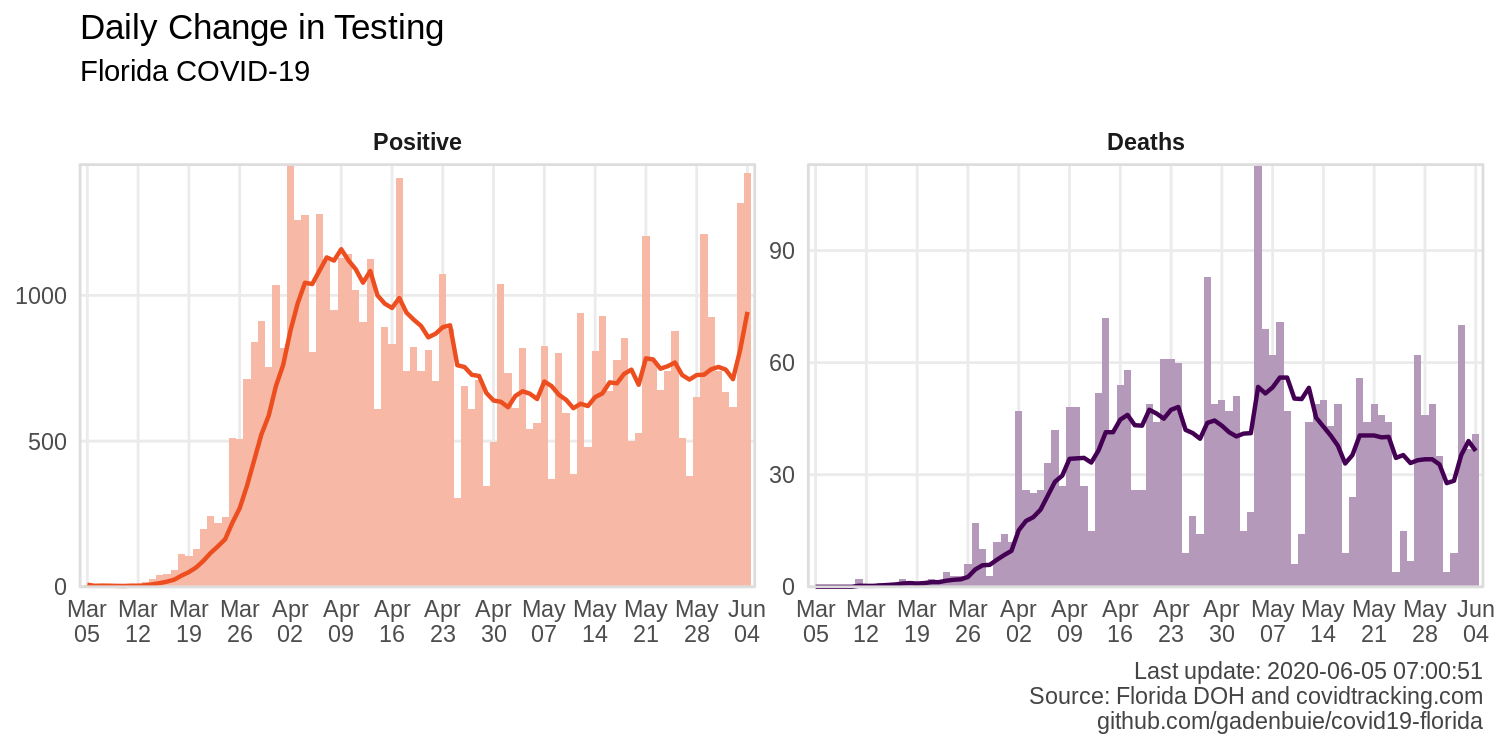 Daily Change in Testing
Florida COVID-19
Positive
Deaths
1000
500
0
90
60
30
0
Mar Mar Mar Mar Apr Apr Apr Apr Apr May May May May Jun
05 12 19 26 02 09 16 23 30 07 14 21 28 04
Mar Mar Mar Mar Apr Apr Apr Apr Apr May May May May Jun
05 12 19 26 02 09 16 23 30 07 14 21 28 04
Last update: 2020-06-05 07:00:51
Source: Florida DOH and covidtracking.com
github.com/gadenbuie/covid19-florida